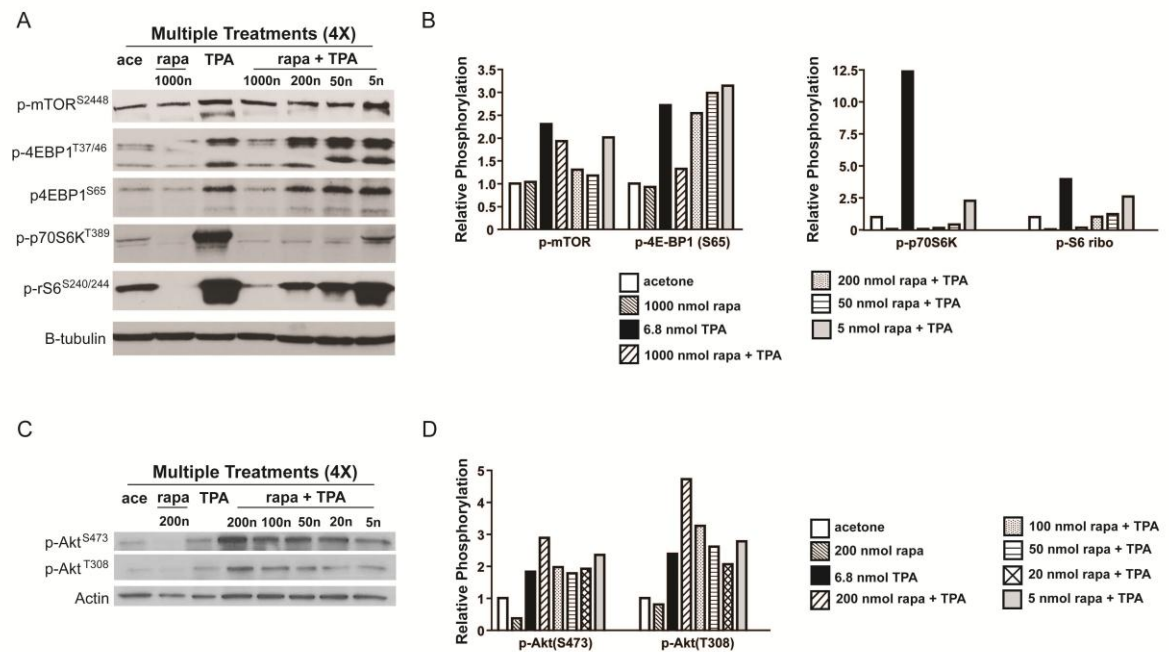 A
Multiple Treatments (4X)
ace rapa TPA rapa + TPA
1000n 1000n 200n 50n 5n
p-mTOR^S2448
p-4EBP1^T37/46
p4EBP1^S65
p-p70S6K^T389
p-rS6^S240/244
B-tubulin
B
Relative Phosphorylation
3.5
3.0
2.5
2.0
1.5
1.0
0.5
0.0
p-mTOR p-4E-BP1 (S65)
Relative Phosphorylation
12.5
10.0
7.5
5.0
2.5
0
p-p70S6K p-S6 ribo
acetone
1000 nmol rapa
6.8 nmol TPA
1000 nmol rapa + TPA
200 nmol rapa + TPA
50 nmol rapa + TPA
5 nmol rapa + TPA
C
Multiple Treatments (4X)
ace rapa TPA rapa + TPA
200n 200n 100n 50n 20n 5n
p-Akt^S473
p-Akt^T308
Actin
D
Relative Phosphorylation
5
4
3
2
1
0
p-Akt(S473) p-Akt(T308)
acetone
200 nmol rapa
6.8 nmol TPA
200 nmol rapa + TPA
100 nmol rapa + TPA
50 nmol rapa + TPA
20 nmol rapa + TPA
5 nmol rapa + TPA